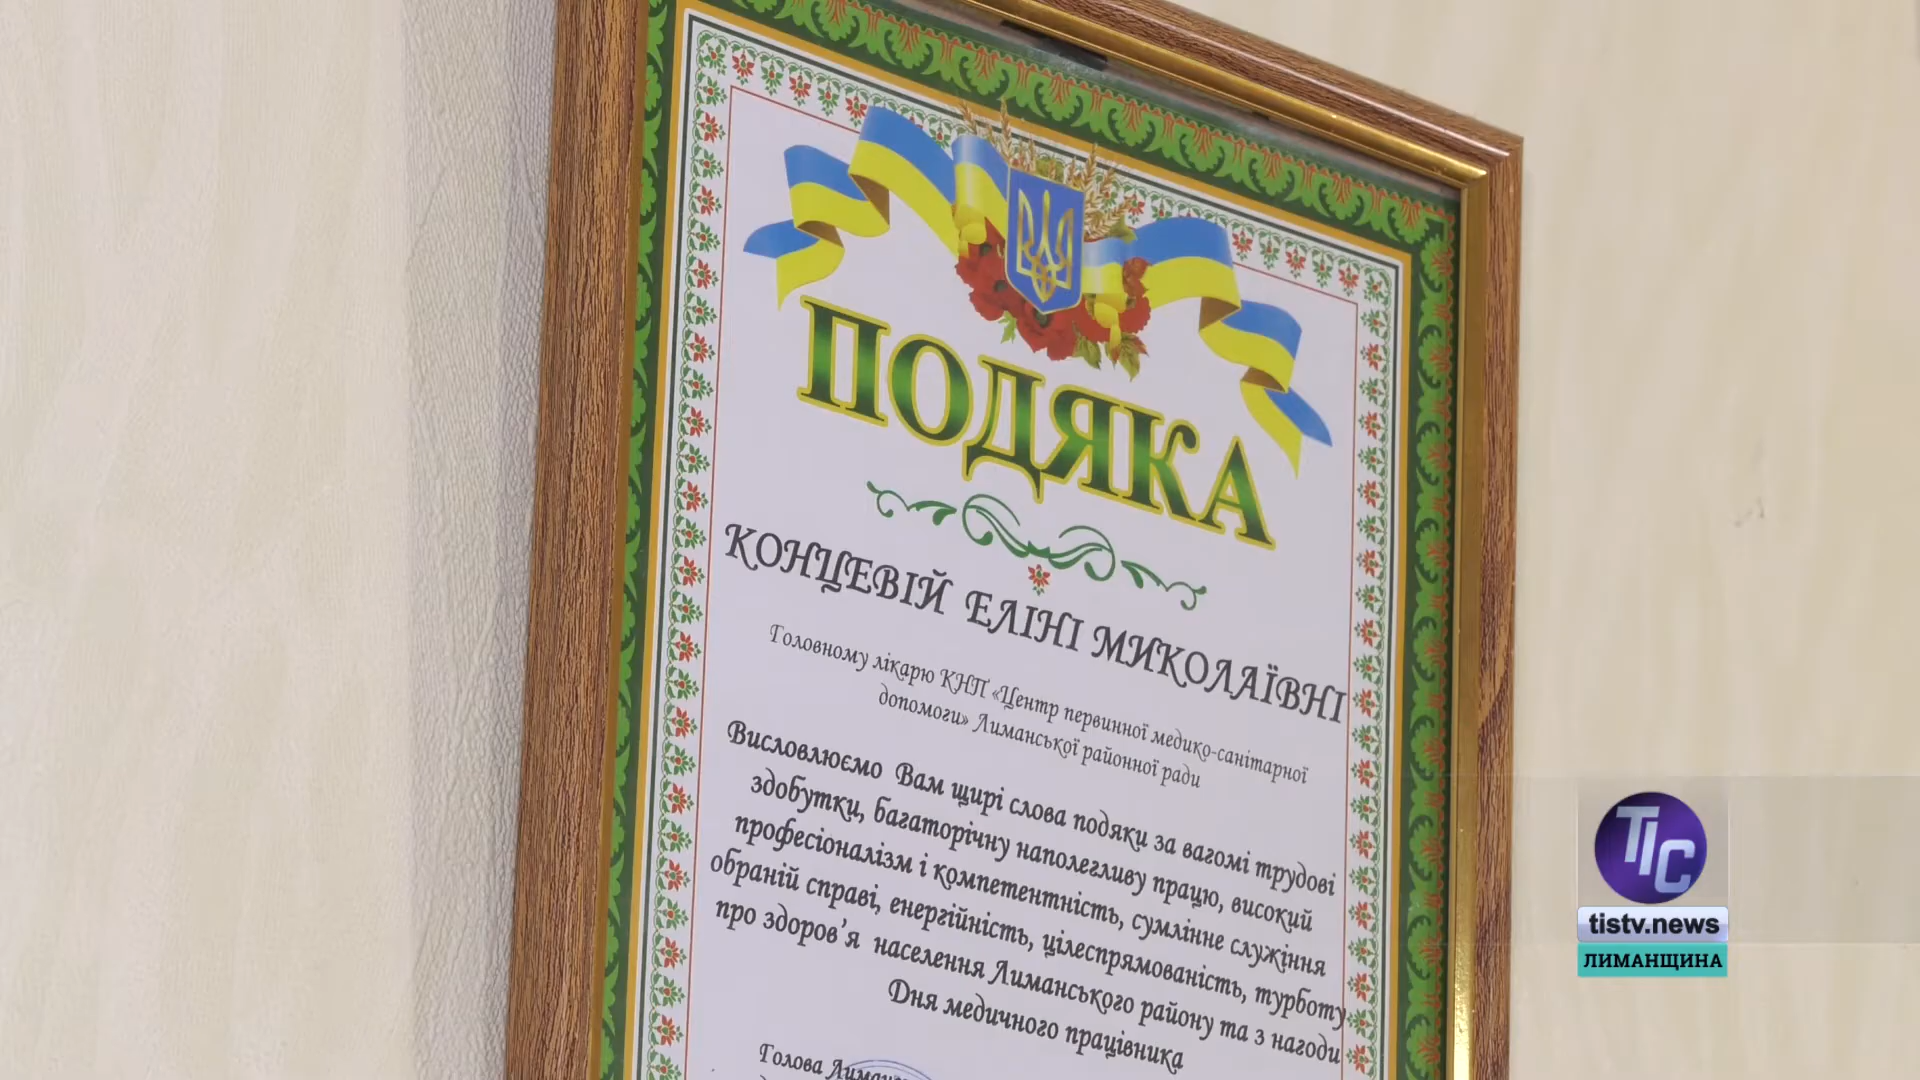 ПОДЯКА
КОНЦЕВІЙ ЕЛІНІ МИКОЛАЇВНІ
Головному лікарю КНП «Центр первинної медико-санітарної
допомоги» Лиманської районної ради
Висловлюємо Вам щирі слова подяки за вагомі трудові
здобутки, багаторічну наполегливу працю, високий
професіоналізм і компетентність, сумлінне служіння
обраній справі, енергійність, цілеспрямованість, турботу
про здоров’я населення Лиманського району та з нагоди
Дня медичного працівника
Голова
ТІС
tistv.news
ЛИМАНЩИНА